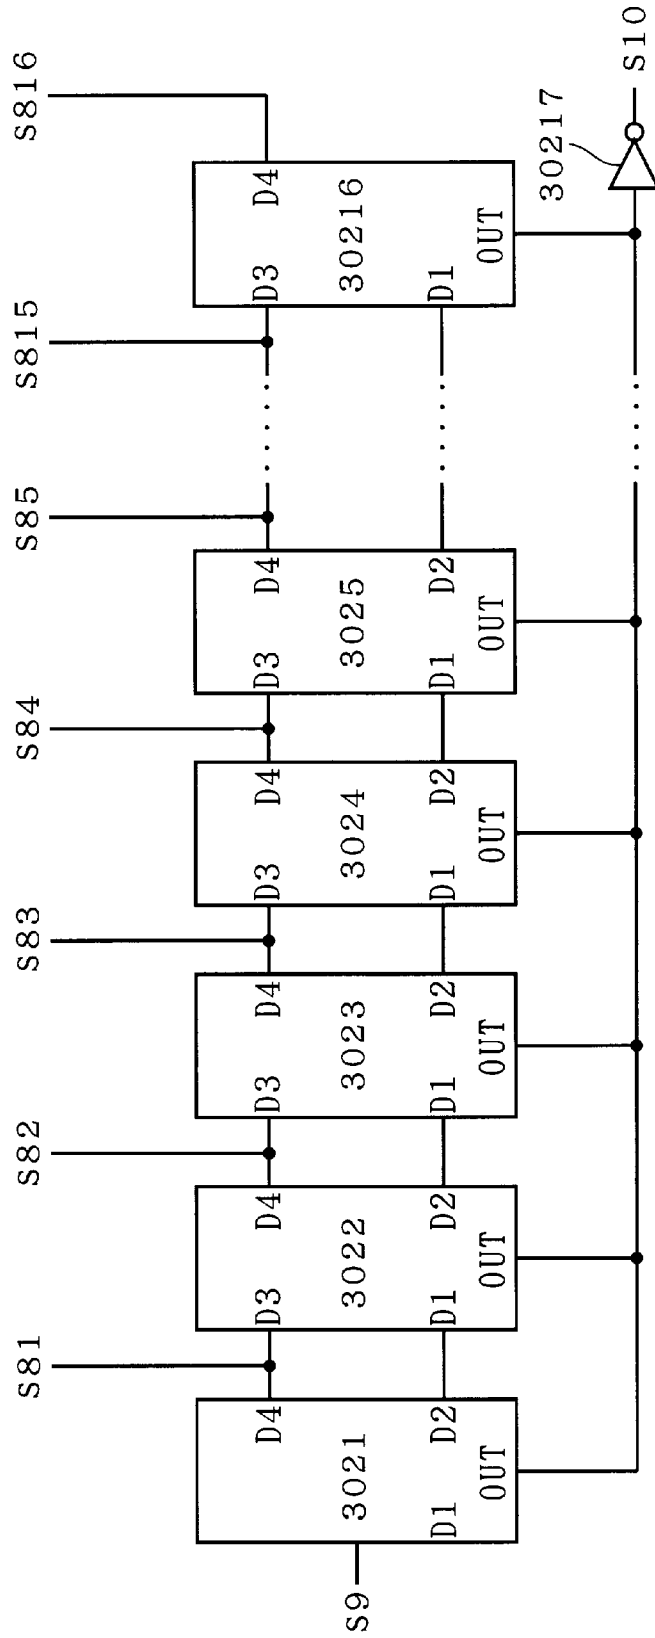 S81
S82
S83
S84
S85
S815
S816
D4
D3 D4
D3 D4
D3 D4
D3 D4
D3 D4
3021
3022
3023
3024
3025
30216
S9
D1 D2
D1 D2
D1 D2
D1 D2
D1 D2
D1
OUT
OUT
OUT
OUT
OUT
OUT
30217
S10